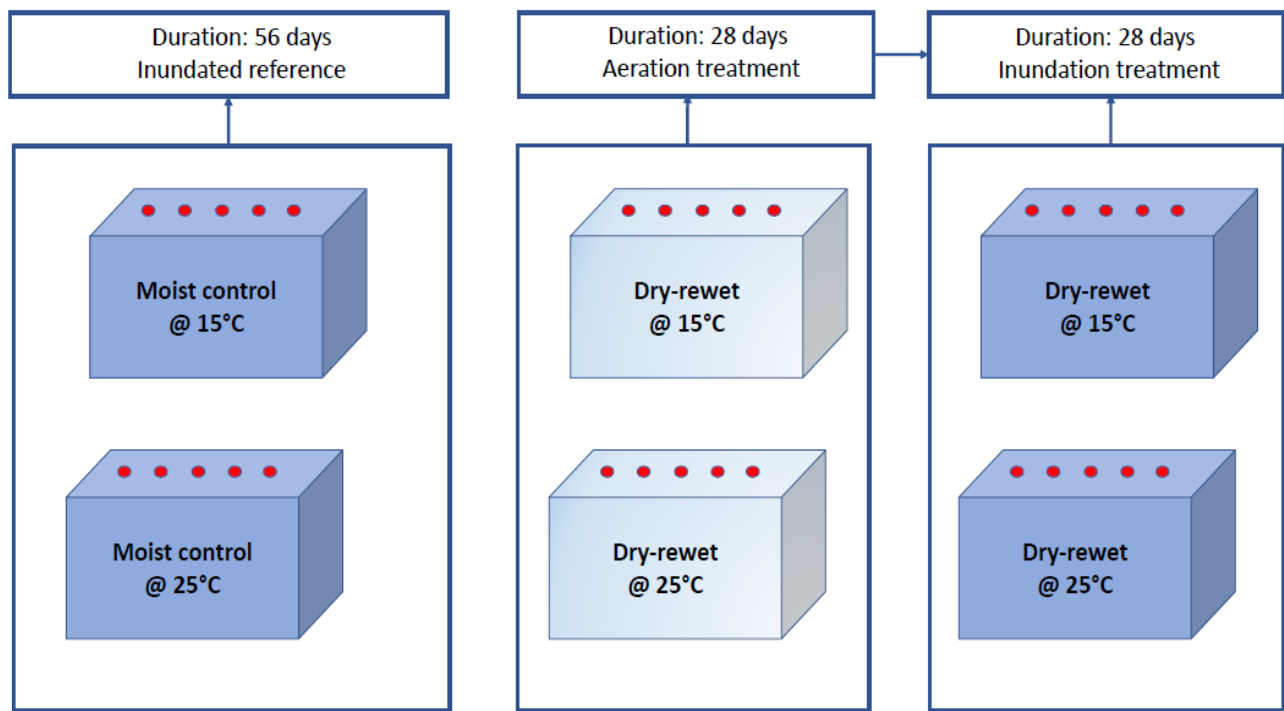 Duration: 56 days
Inundated reference
Duration: 28 days
Aeration treatment
Duration: 28 days
Inundation treatment
Moist control
@ 15°C
Dry-rewet
@ 15°C
Dry-rewet
@ 15°C
Moist control
@ 25°C
Dry-rewet
@ 25°C
Dry-rewet
@ 25°C